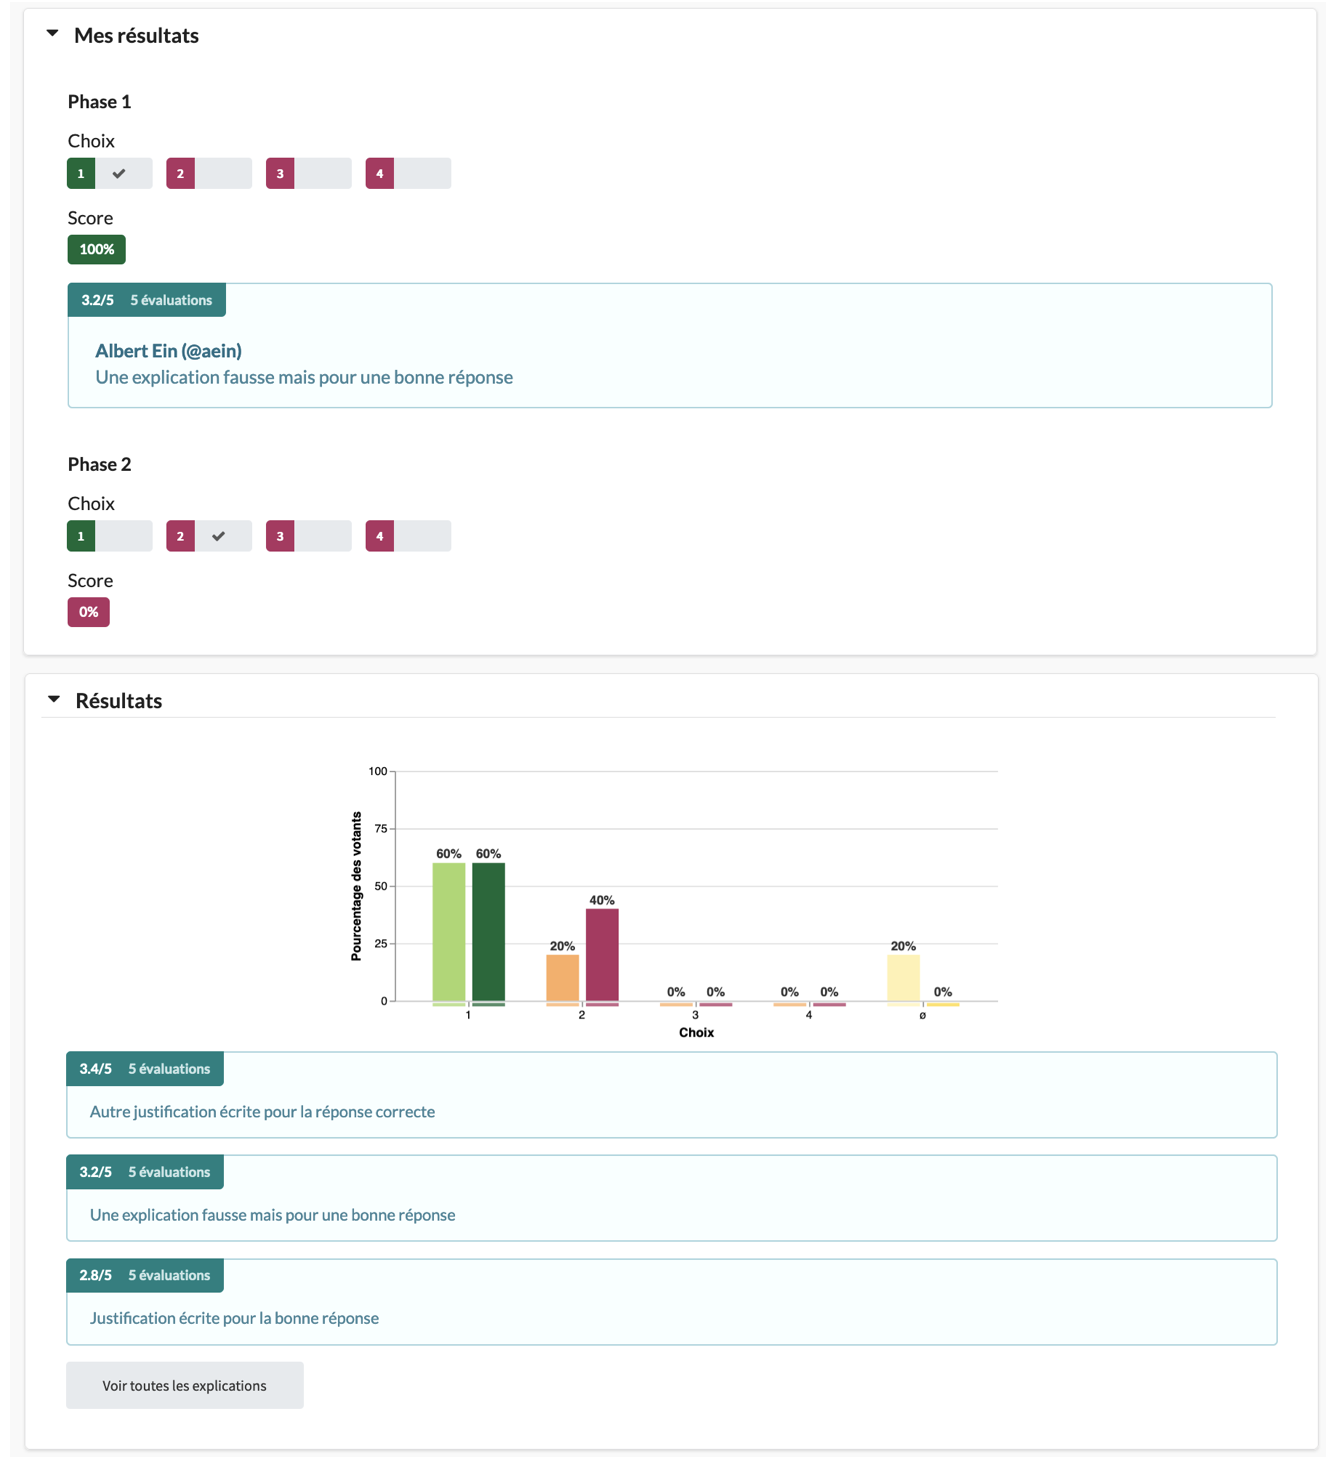 Mes résultats
Phase 1
Choix
1 2 3 4
Score
100%
3.2/5 5 évaluations
Albert Ein (@aein)
Une explication fausse mais pour une bonne réponse
Phase 2
Choix
1 2 3 4
Score
0%
Résultats
Pourcentage des votants
100
75
50
25
0
60% 60%
20% 40%
0% 0%
0% 0%
20% 0%
1 2 3 4 ø
Choix
3.4/5 5 évaluations
Autre justification écrite pour la réponse correcte
3.2/5 5 évaluations
Une explication fausse mais pour une bonne réponse
2.8/5 5 évaluations
Justification écrite pour la bonne réponse
Voir toutes les explications